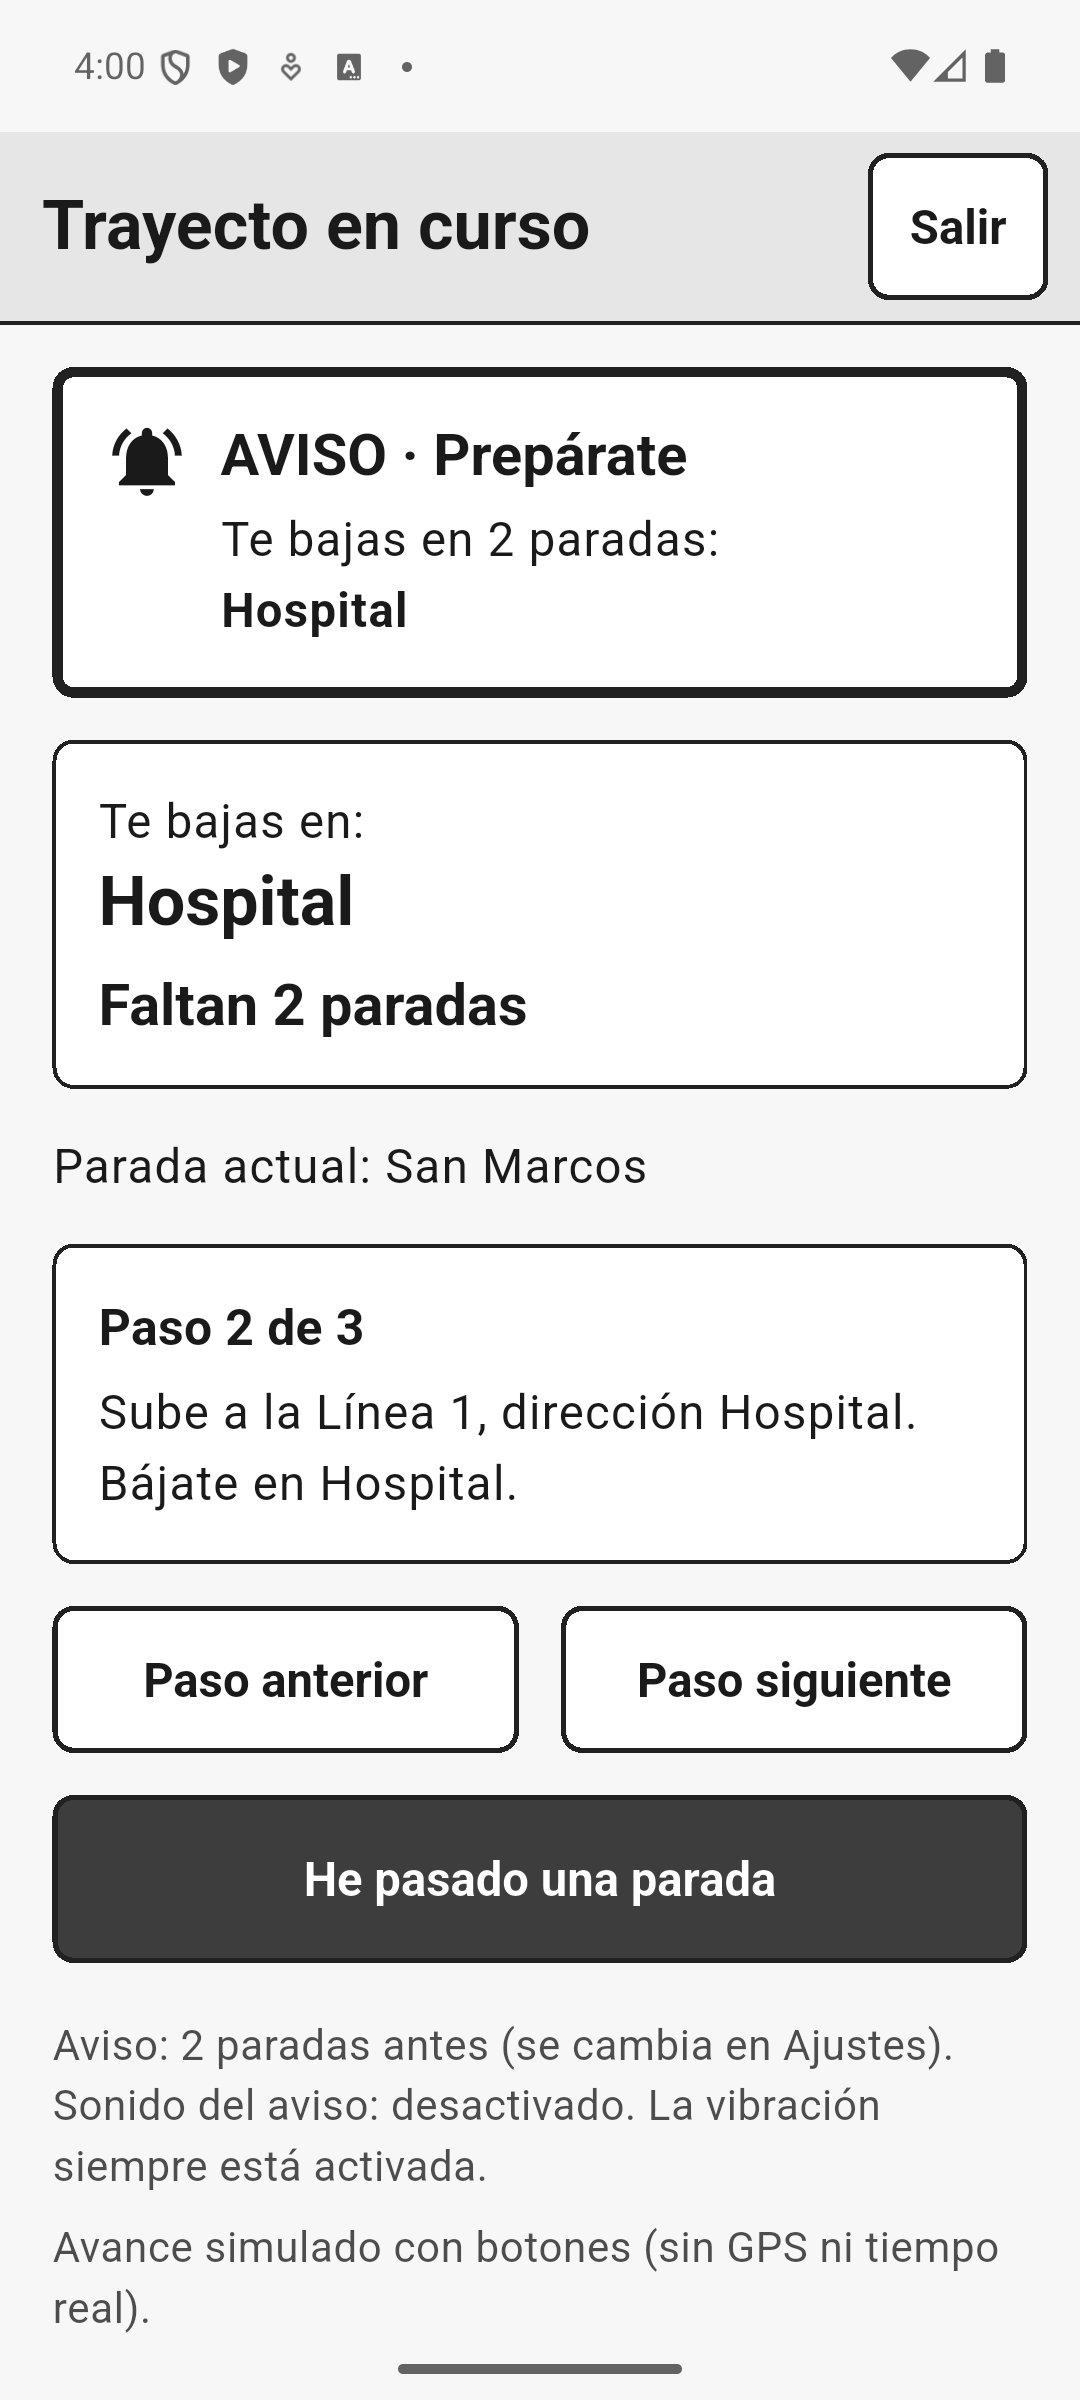 4:00
Trayecto en curso
Salir
AVISO · Prepárate
Te bajas en 2 paradas:
Hospital
Te bajas en:
Hospital
Faltan 2 paradas
Parada actual: San Marcos
Paso 2 de 3
Sube a la Línea 1, dirección Hospital.
Bájate en Hospital.
Paso anterior
Paso siguiente
He pasado una parada
Aviso: 2 paradas antes (se cambia en Ajustes).
Sonido del aviso: desactivado. La vibración
siempre está activada.
Avance simulado con botones (sin GPS ni tiempo
real).